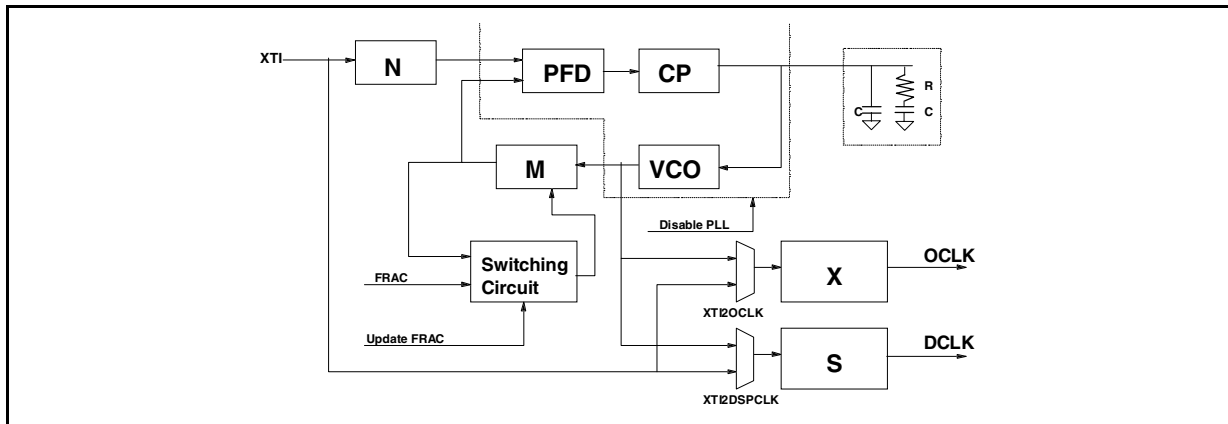 XTI
N
PFD
CP
R
C
C
M
VCO
Disable PLL
Switching
Circuit
FRAC
Update FRAC
XTI2OCLK
X
OCLK
XTI2DSPCLK
S
DCLK